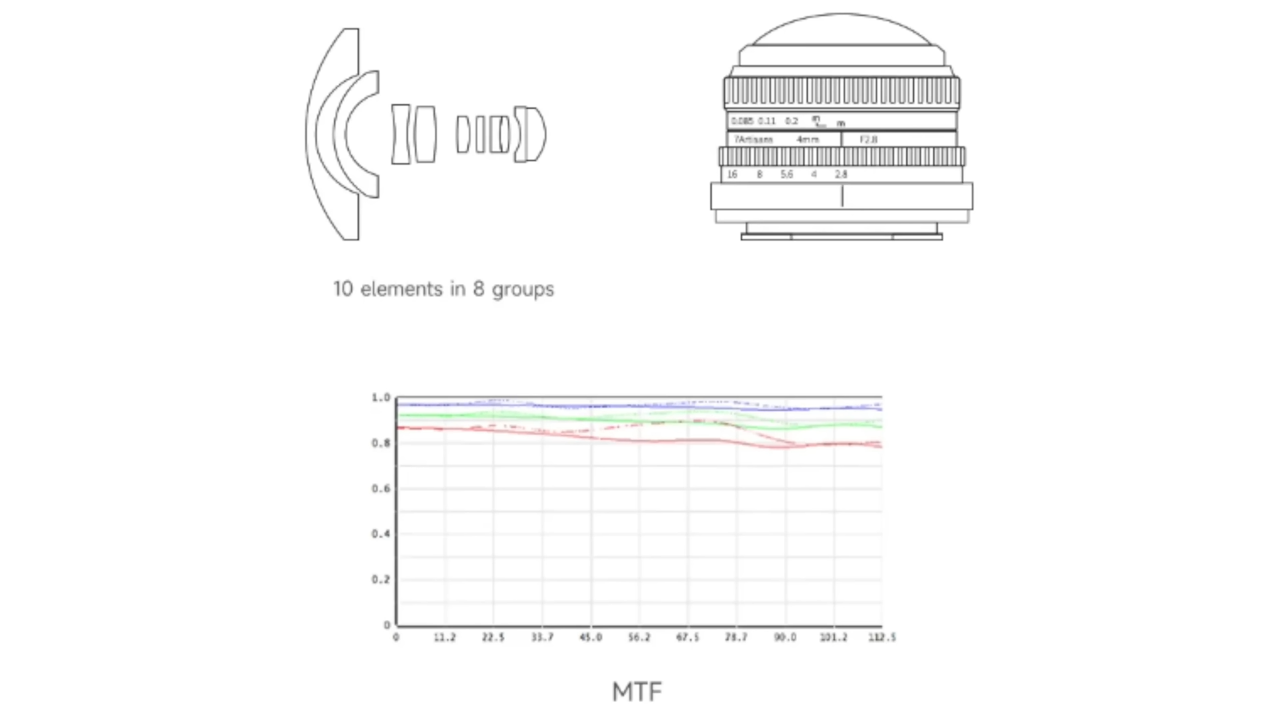 0.085 0.11 0.2 m m
7Artisans 4mm F2.8
16 8 5.6 4 2.8
10 elements in 8 groups
1.0
0.8
0.6
0.4
0.2
0
0 11.2 22.5 33.7 45.0 56.2 67.5 78.7 90.0 101.2 112.5
MTF